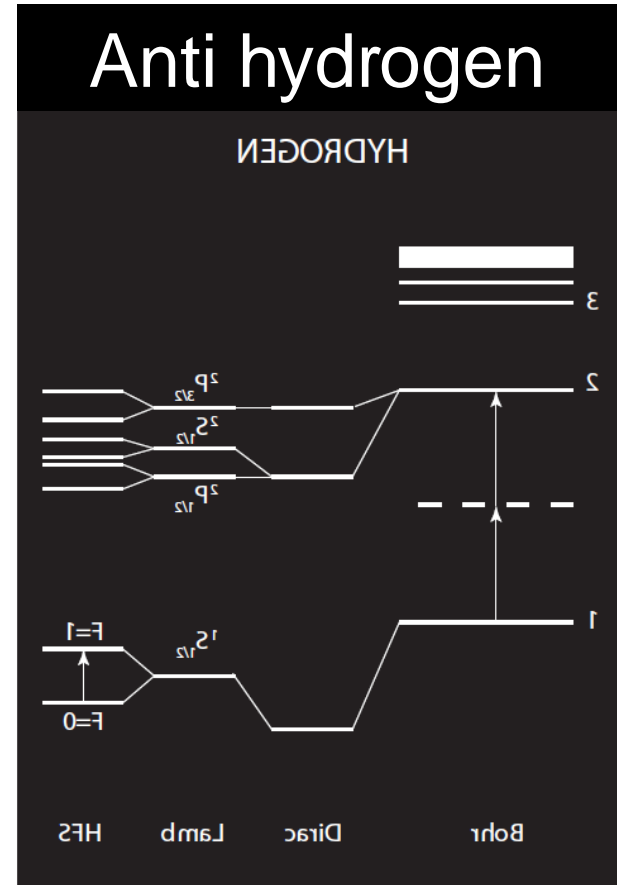 Anti hydrogen
HYDROGEN
3
2
²P₃/₂
²S₁/₂
²P₁/₂
1
F=1
¹S₁/₂
F=0
Bohr
Dirac
Lamb
HFS